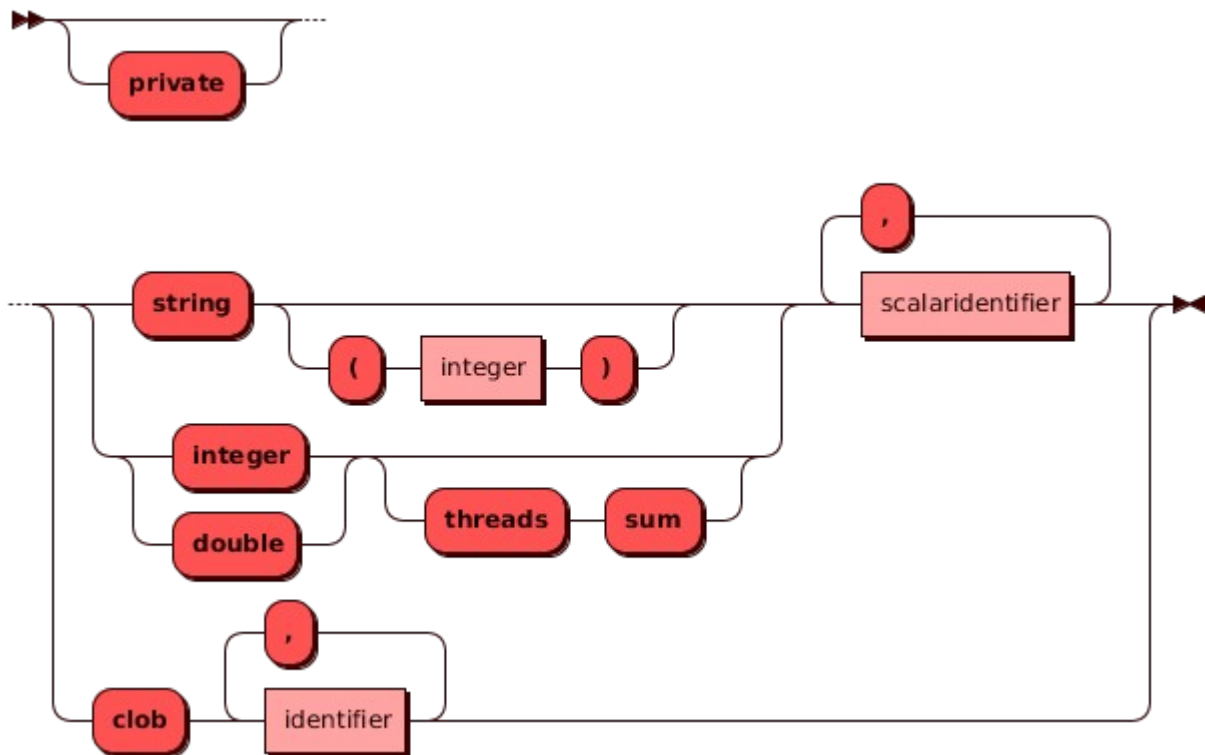 private
,
string
scalaridentifier
( integer )
integer
threads sum
double
,
clob identifier